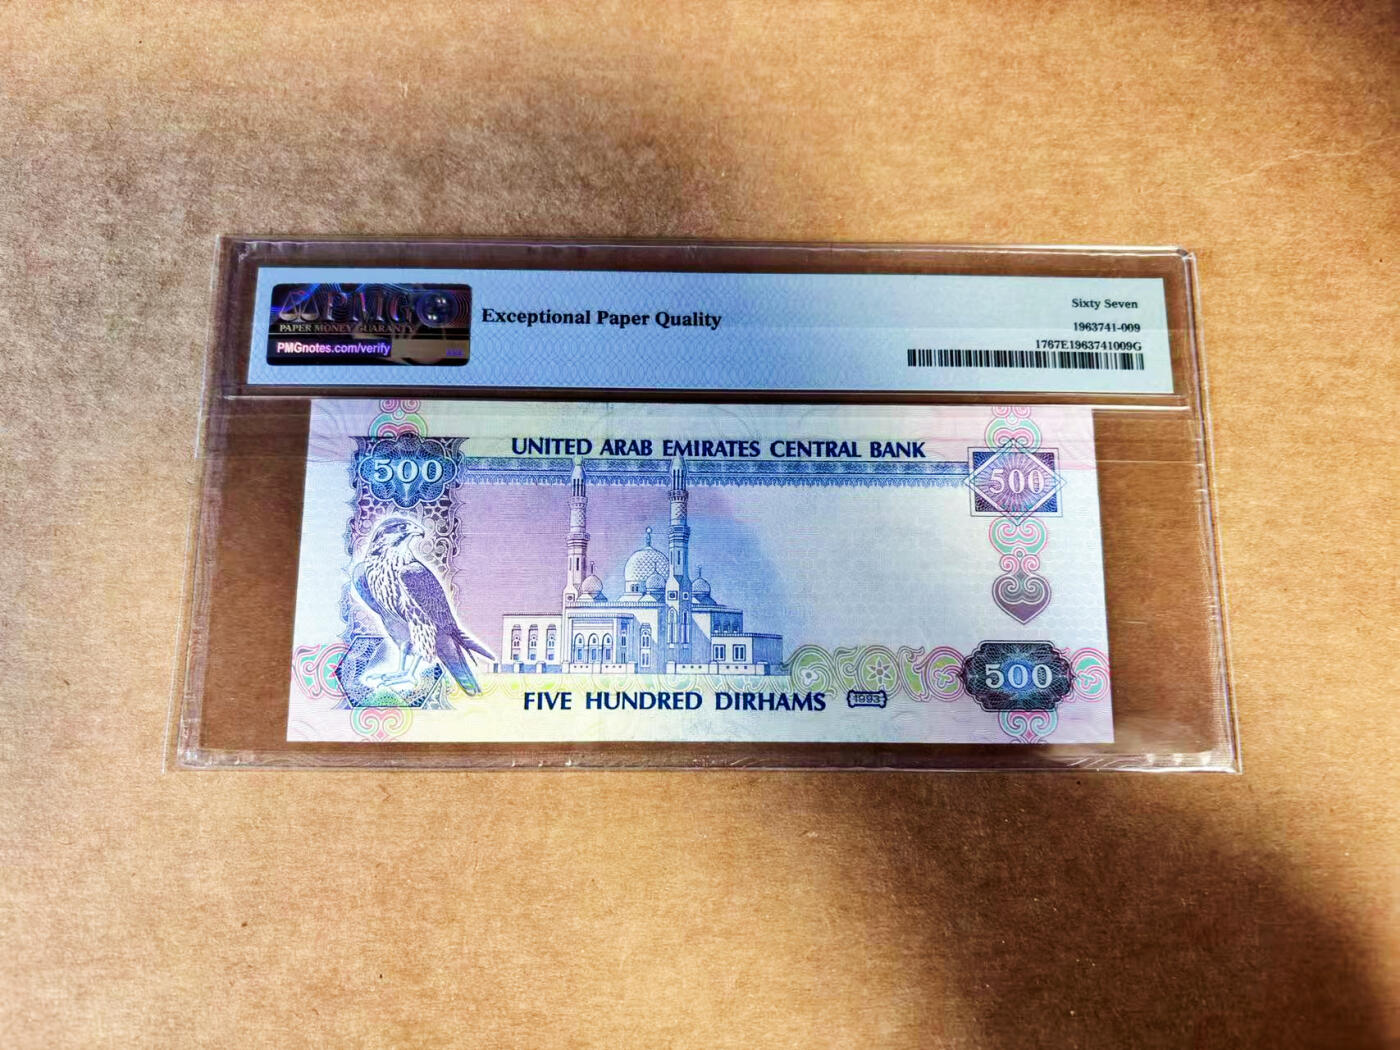 PMG
PAPER MONEY GUARANTY
PMGnotes.com/verify
Exceptional Paper Quality
Sixty Seven
1963741-009
1767E1963741009G
UNITED ARAB EMIRATES CENTRAL BANK
500
500
FIVE HUNDRED DIRHAMS 1993
500